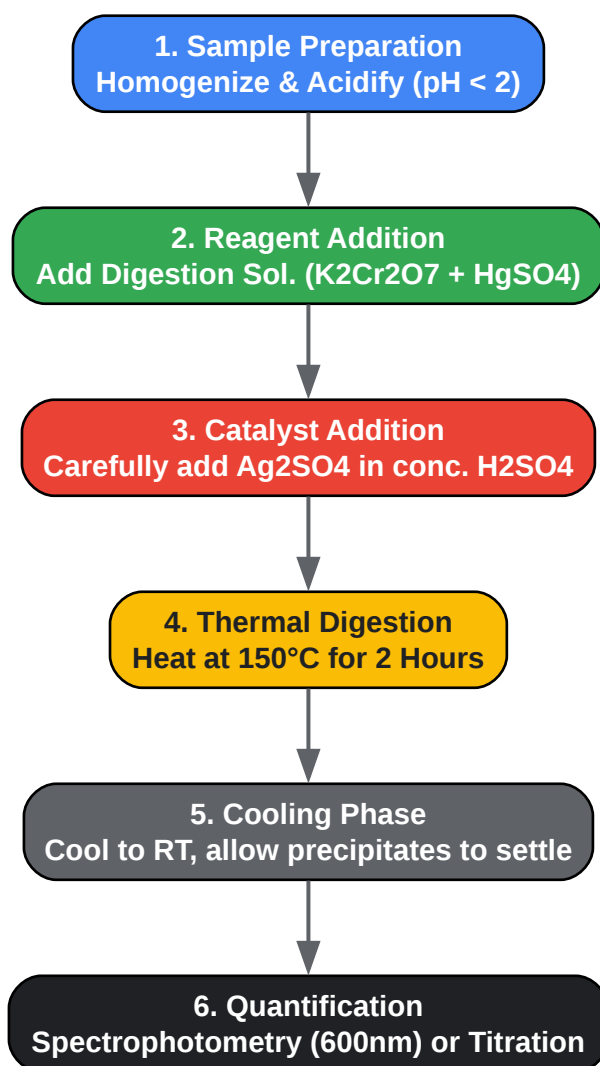 1. Sample Preparation
Homogenize & Acidify (pH < 2)
2. Reagent Addition
Add Digestion Sol. (K2Cr2O7 + HgSO4)
3. Catalyst Addition
Carefully add Ag2SO4 in conc. H2SO4
4. Thermal Digestion
Heat at 150°C for 2 Hours
5. Cooling Phase
Cool to RT, allow precipitates to settle
6. Quantification
Spectrophotometry (600nm) or Titration